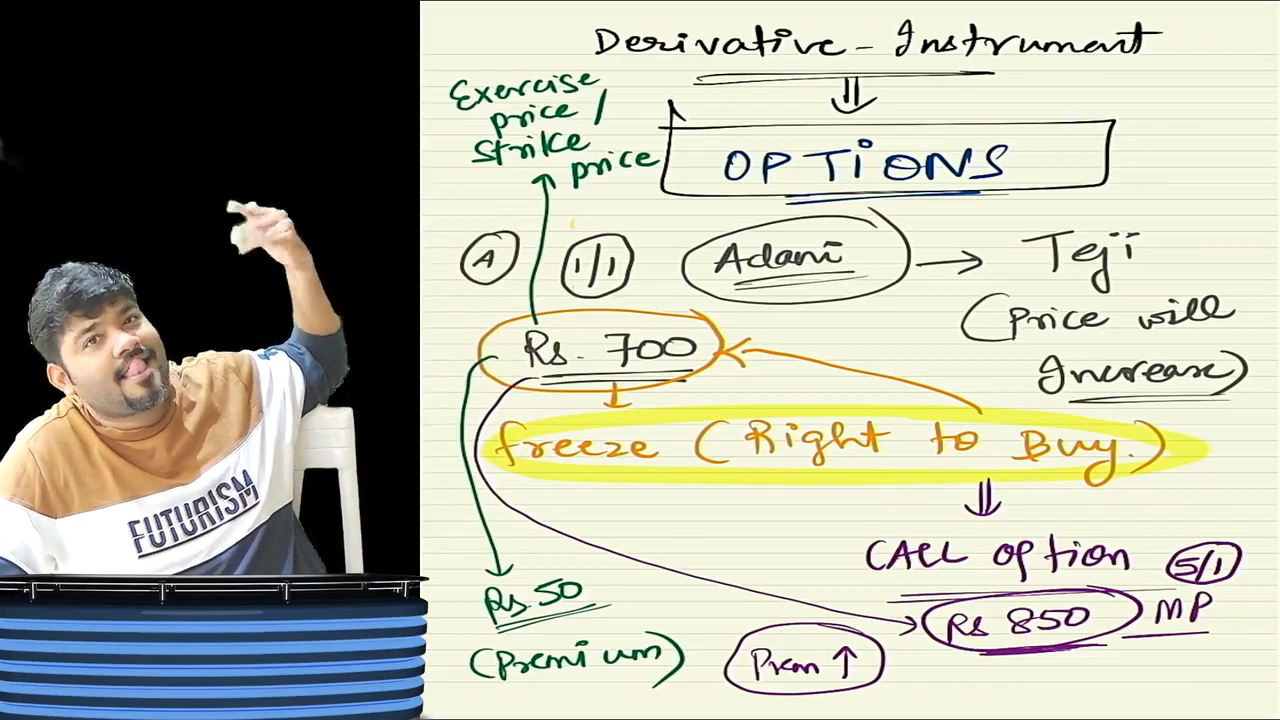 Derivative - Instrument
Exercise
price /
Strike
price
OPTIONS
A
1/1
Adani
Teji
(Price will
Increase)
Rs. 700
freeze (Right to Buy.)
CALL option
5/1
Rs 850
MP
Rs. 50
(Premium)
Prem ↑
FUTURISM